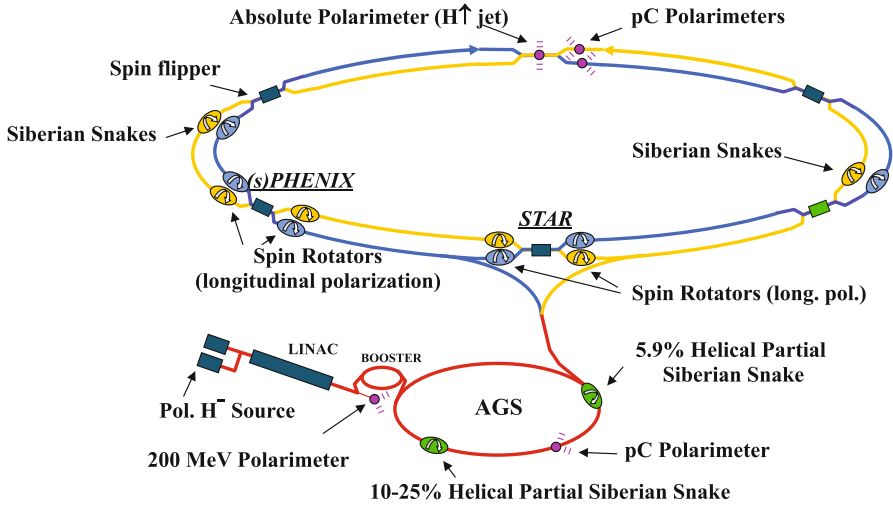 Absolute Polarimeter (H↑ jet)
pC Polarimeters
Spin flipper
Siberian Snakes
Siberian Snakes
(s)PHENIX
STAR
Spin Rotators
(longitudinal polarization)
Spin Rotators (long. pol.)
LINAC
BOOSTER
5.9% Helical Partial
Siberian Snake
Pol. H⁻ Source
AGS
200 MeV Polarimeter
pC Polarimeter
10-25% Helical Partial Siberian Snake